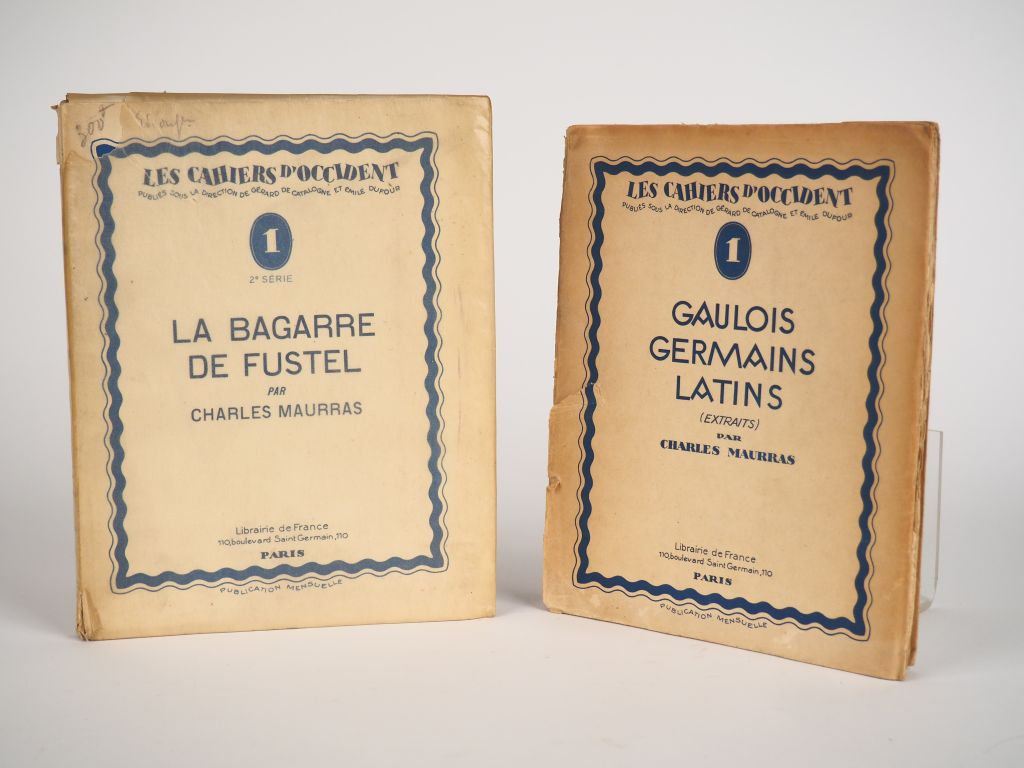 300
LES CAHIERS D'OCCIDENT
PUBLIÉS SOUS LA DIRECTION DE GÉRARD DE CATALOGNE ET EMILE DUFOUR
1
2e SÉRIE
LA BAGARRE
DE FUSTEL
PAR
CHARLES MAURRAS
Librairie de France
110, boulevard Saint Germain, 110
PARIS
PUBLICATION MENSUELLE
LES CAHIERS D'OCCIDENT
PUBLIÉS SOUS LA DIRECTION DE GÉRARD DE CATALOGNE ET EMILE DUFOUR
1
GAULOIS
GERMAINS
LATINS
(EXTRAITS)
PAR
CHARLES MAURRAS
Librairie de France
110, boulevard Saint Germain, 110
PARIS
PUBLICATION MENSUELLE